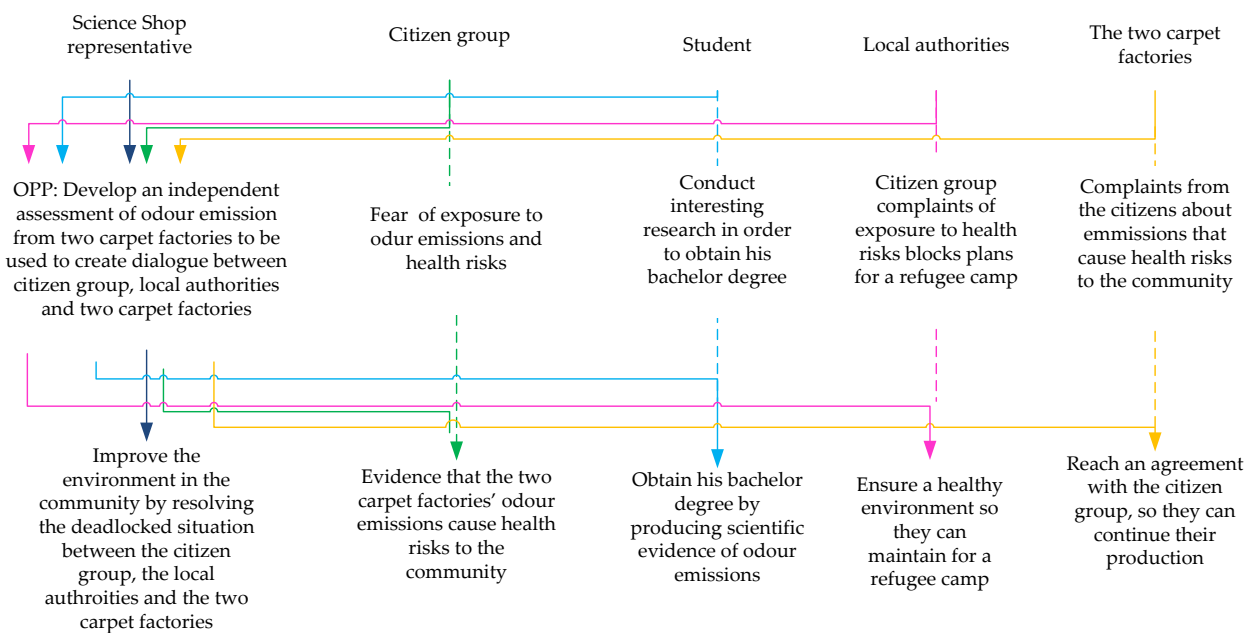 Science Shop
representative
Citizen group
Student
Local authorities
The two carpet
factories
OPP: Develop an independent
assessment of odour emission
from two carpet factories to be
used to create dialogue between
citizen group, local authorities
and two carpet factories
Fear  of exposure to
odur emissions and
health risks
Conduct
interesting
research in order
to obtain his
bachelor degree
Citizen group
complaints of
exposure to health
risks blocks plans
for a refugee camp
Complaints from
the citizens about
emmissions that
cause health risks
to the community
Improve the
environment in the
community by resolving
the deadlocked situation
between the citizen
group, the local
authroities and the two
carpet factories
Evidence that the two
carpet factories’ odour
emissions cause health
risks to the
community
Obtain his bachelor
degree by
producing scientific
evidence of odour
emissions
Ensure a healthy
environment so
they can
maintain for a
refugee camp
Reach an agreement
with the citizen
group, so they can
continue their
production